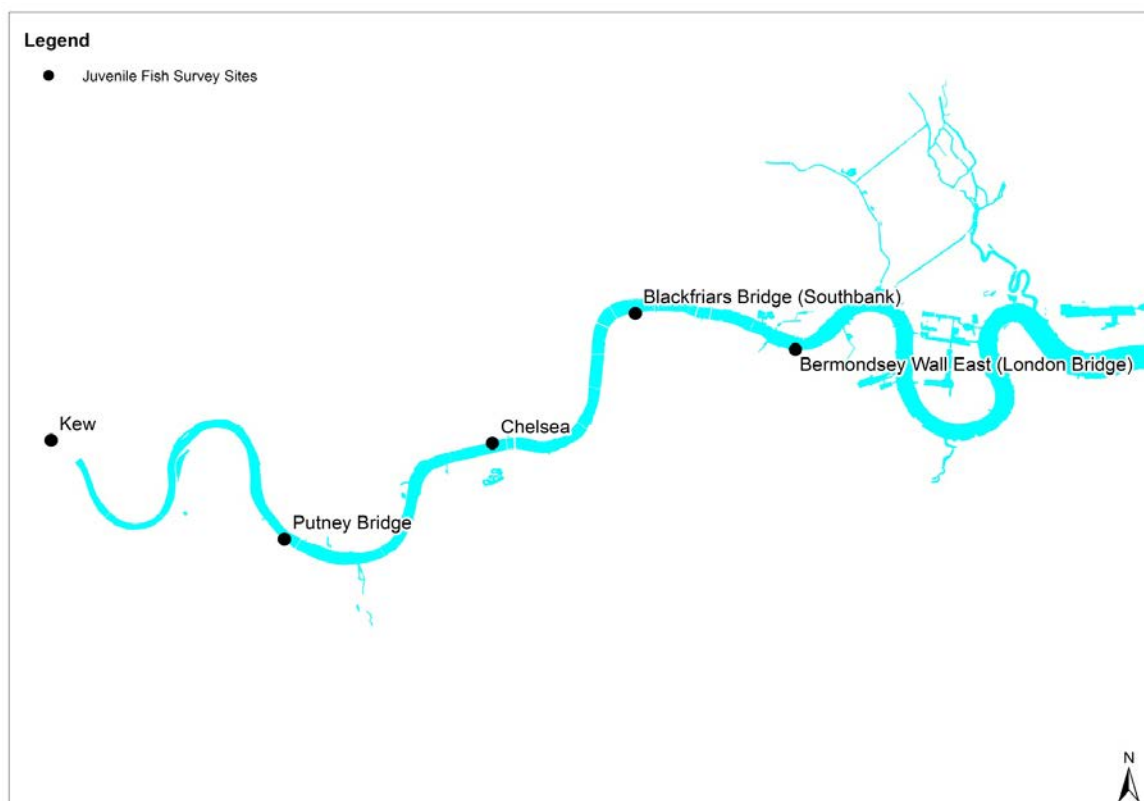 Legend
Juvenile Fish Survey Sites
Blackfriars Bridge (Southbank)
Bermondsey Wall East (London Bridge)
Kew
Chelsea
Putney Bridge
N